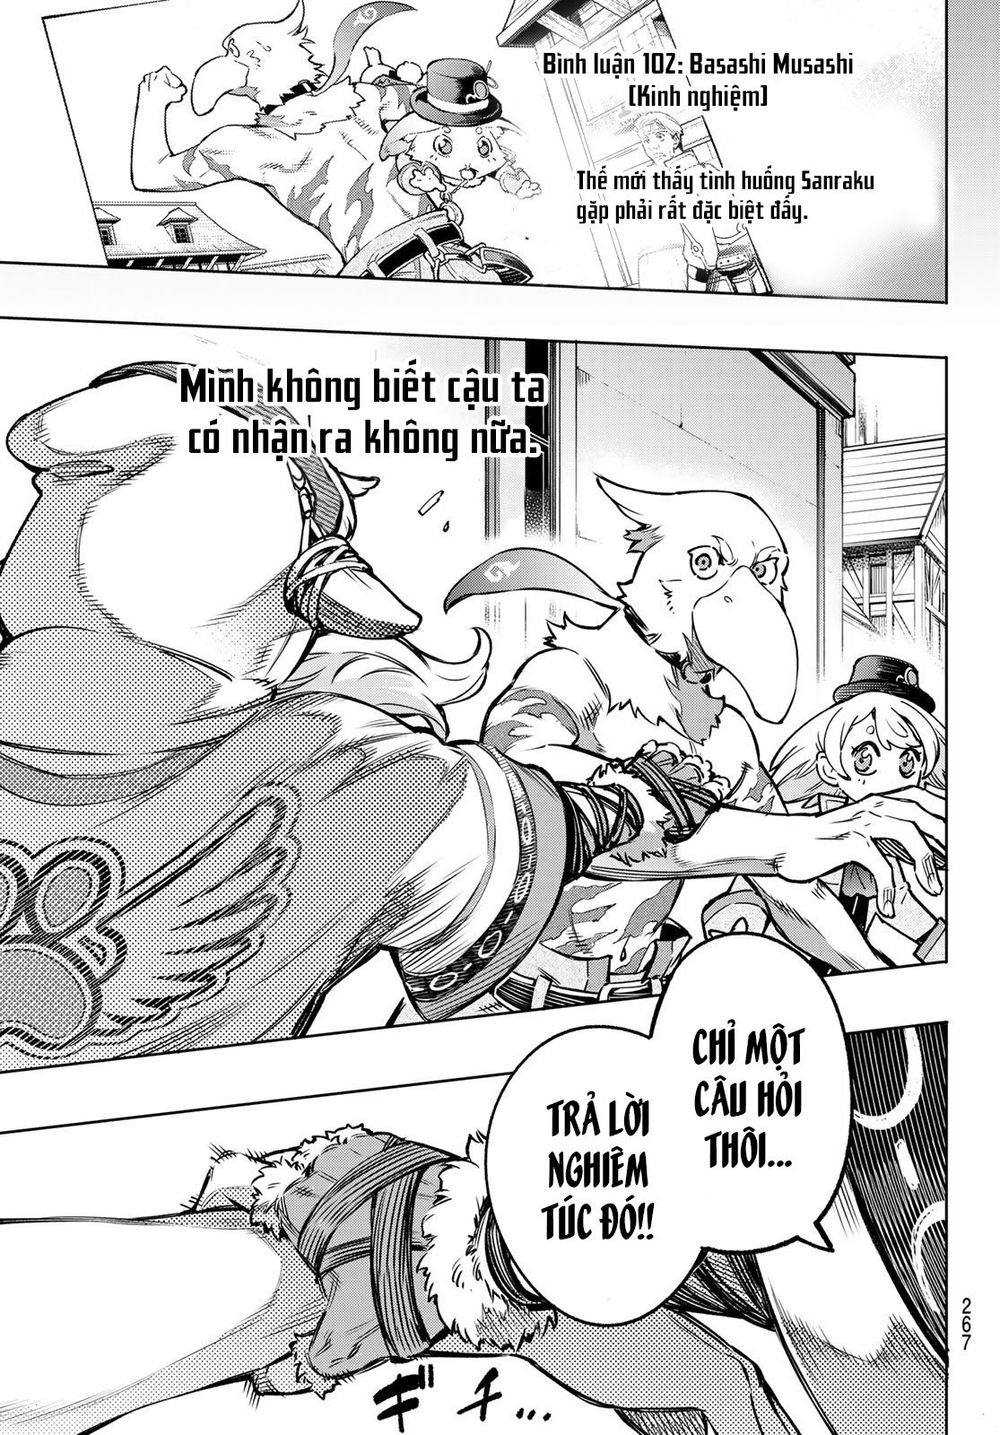 Bình luận 102: Basashi Musashi
[Kinh nghiệm]
Thế mới thấy tình huống Sanraku
gặp phải rất đặc biệt đấy.
Mình không biết cậu ta
có nhận ra không nữa.
CHỈ MỘT
CÂU HỎI
THÔI...
TRẢ LỜI
NGHIÊM
TÚC ĐÓ!!
267
ギチ...